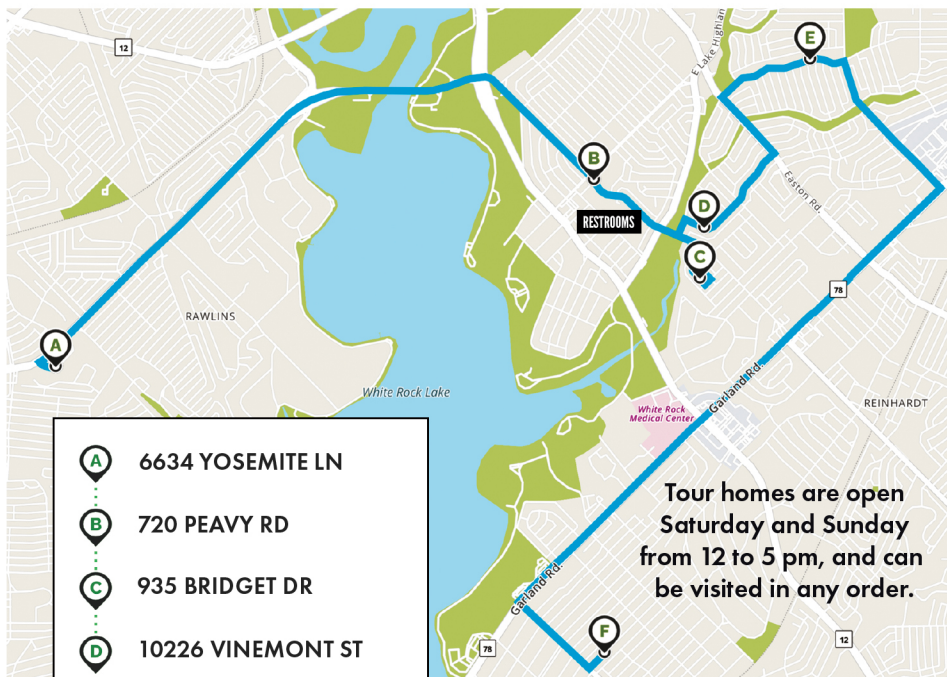 12
E Lake Highlan
E
B
RESTROOMS
D
C
Easton Rd.
78
RAWLINS
A
White Rock Lake
Garland Rd.
REINHARDT
White Rock
Medical Center
A 6634 YOSEMITE LN
B 720 PEAVY RD
C 935 BRIDGET DR
D 10226 VINEMONT ST
Tour homes are open
Saturday and Sunday
from 12 to 5 pm, and can
be visited in any order.
Garland Rd.
F
78
12